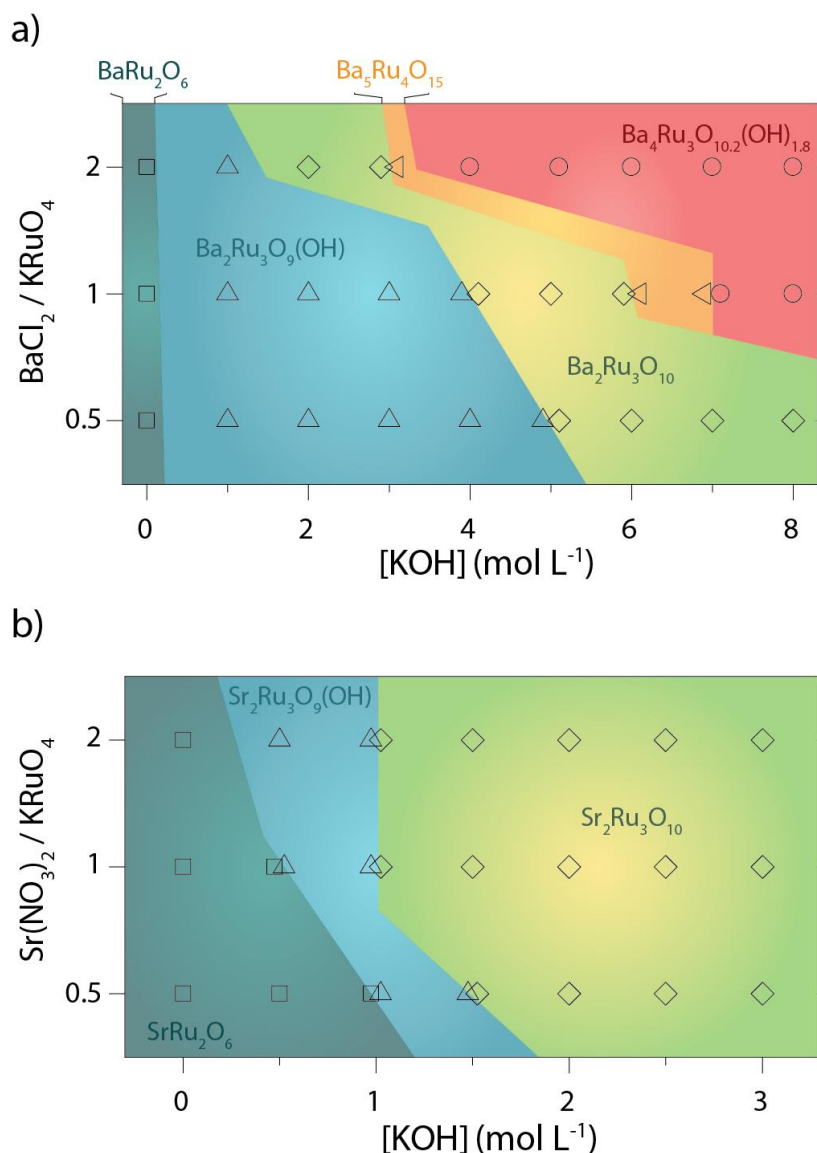 a)
BaRu₂O₆
Ba₅Ru₄O₁₅
Ba₄Ru₃O₁₀.₂(OH)₁.₈
Ba₂Ru₃O₉(OH)
Ba₂Ru₃O₁₀
BaCl₂ / KRuO₄
2
1
0.5
0 2 4 6 8
[KOH] (mol L⁻¹)
b)
Sr₂Ru₃O₉(OH)
Sr₂Ru₃O₁₀
SrRu₂O₆
Sr(NO₃)₂ / KRuO₄
2
1
0.5
0 1 2 3
[KOH] (mol L⁻¹)